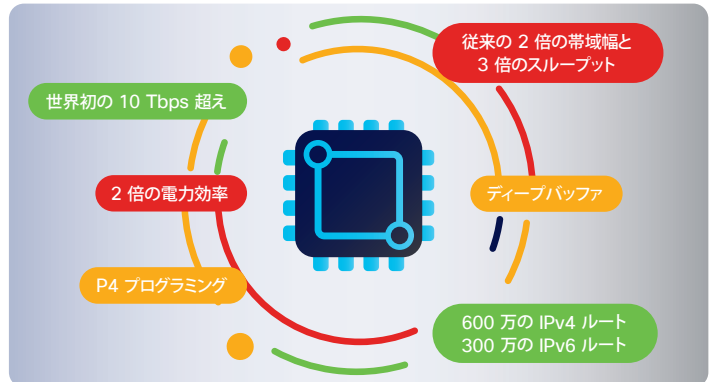 従来の 2 倍の帯域幅と
3 倍のスループット
世界初の 10 Tbps 超え
2 倍の電力効率
ディープバッファ
P4 プログラミング
600 万の IPv4 ルート
300 万の IPv6 ルート